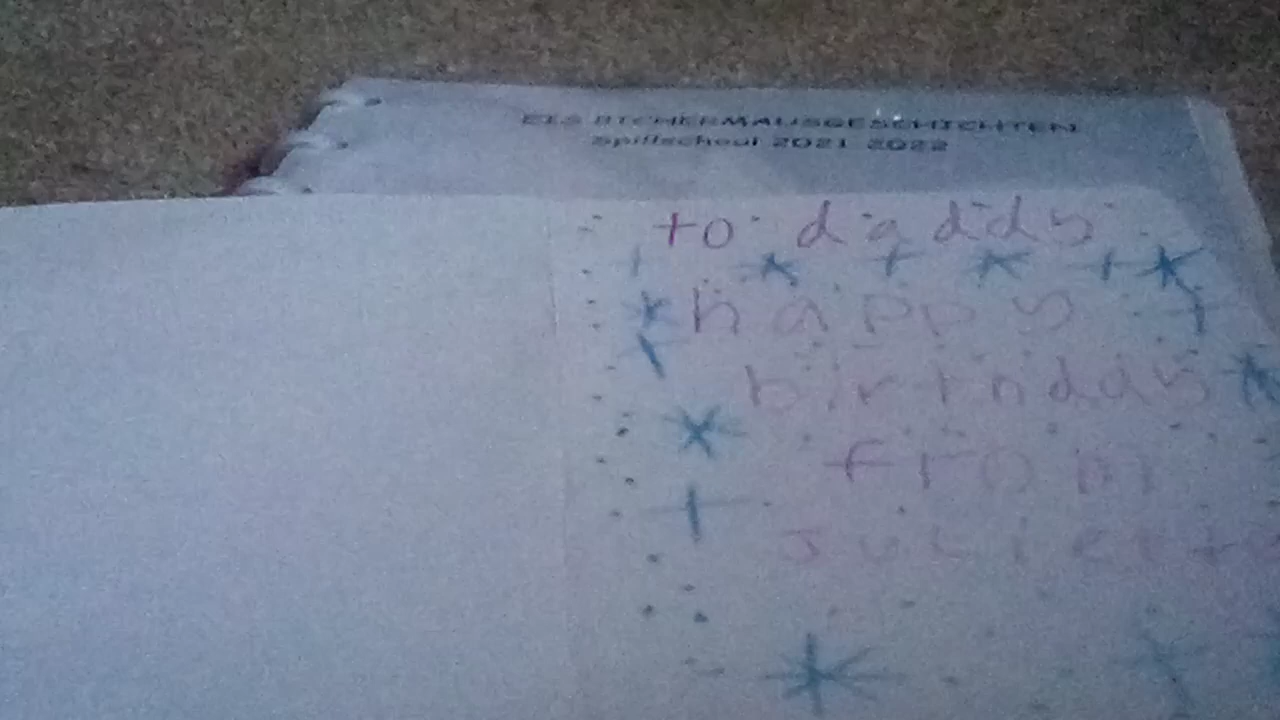 EIS BICHERMAUSGESCHICHTEN
Spillschoul 2021 2022
to daddy
happy
birthday
from
Juliette